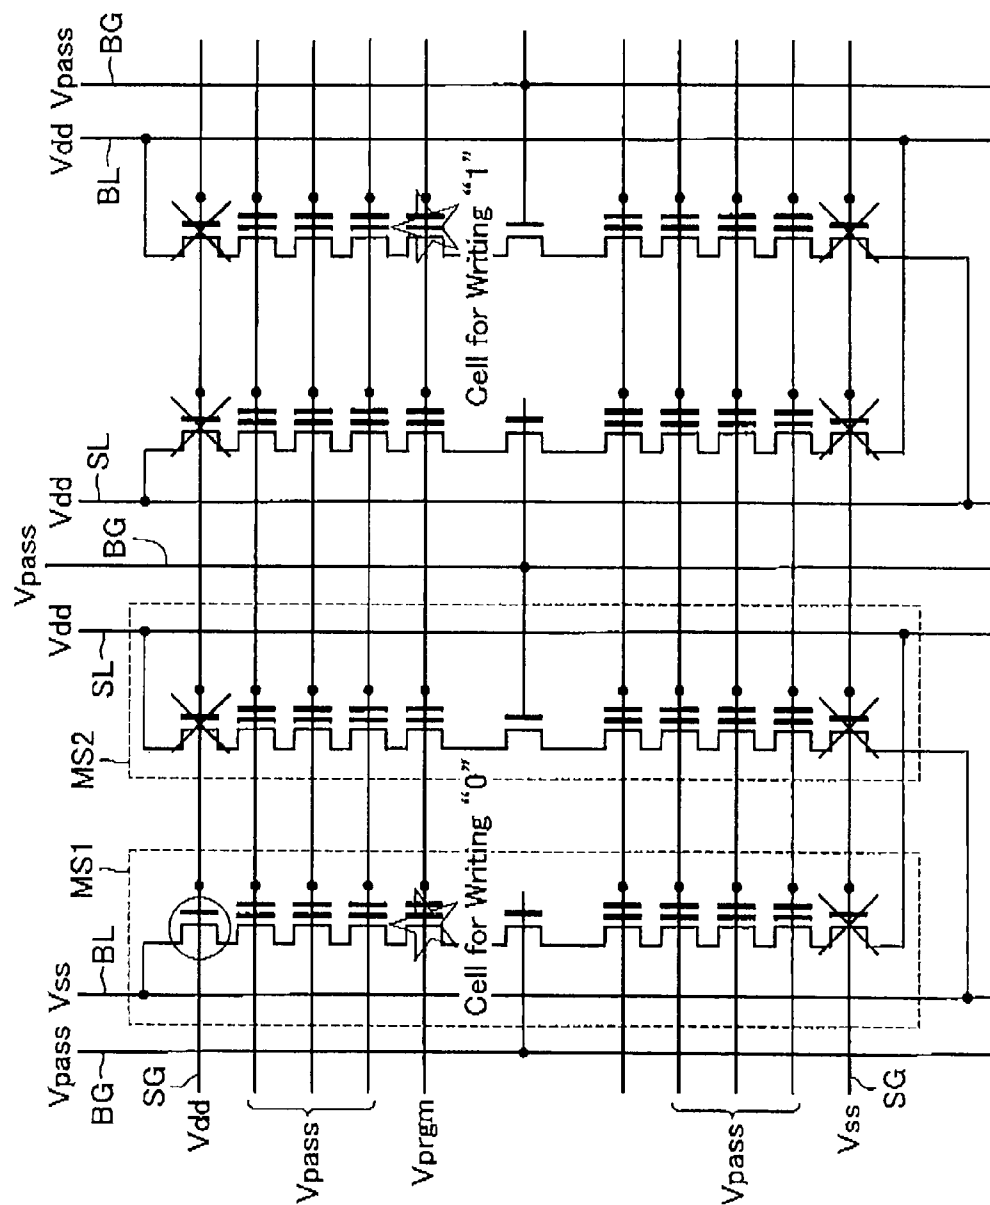 Vpass
BG
Vdd
BL
Cell for Writing “1”
Vdd
SL
Vpass
BG
Vdd
SL
MS2
MS1
Cell for Writing “0”
Vss
BL
Vpass
BG
SG
Vdd
Vpass
Vprgm
Vpass
Vss
SG